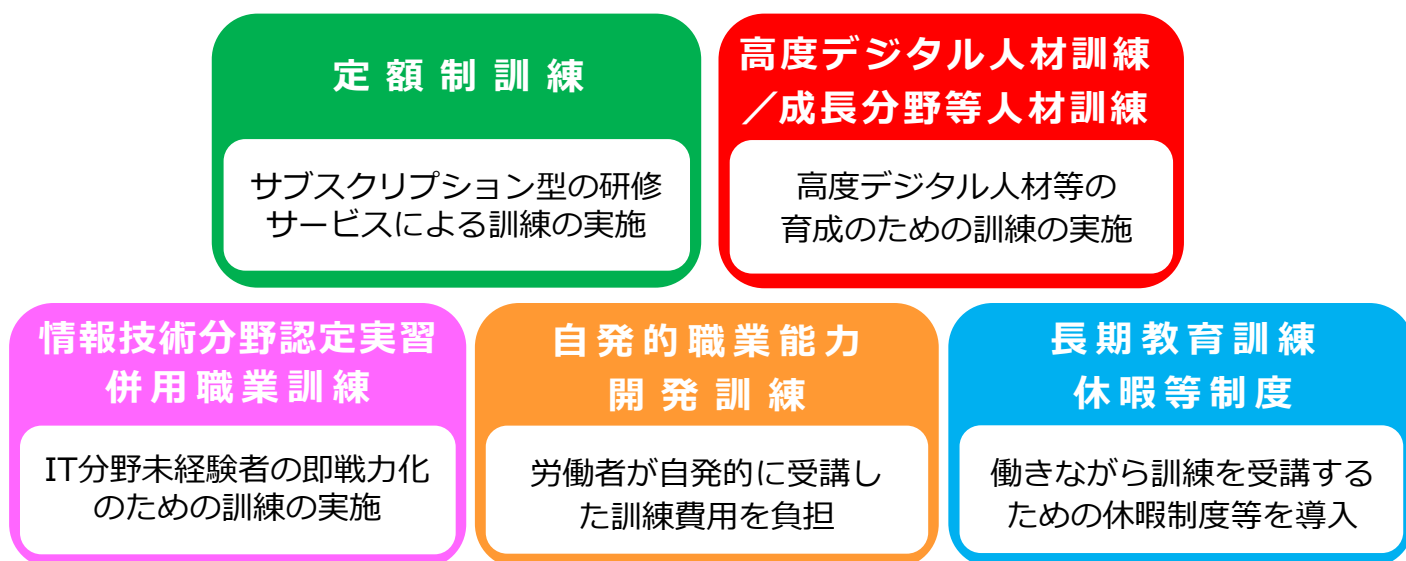 定額制訓練
サブスクリプション型の研修
サービスによる訓練の実施
高度デジタル人材訓練
／成長分野等人材訓練
高度デジタル人材等の
育成のための訓練の実施
情報技術分野認定実習
併用職業訓練
IT分野未経験者の即戦力化
のための訓練の実施
自発的職業能力
開発訓練
労働者が自発的に受講し
た訓練費用を負担
長期教育訓練
休暇等制度
働きながら訓練を受講する
ための休暇制度等を導入